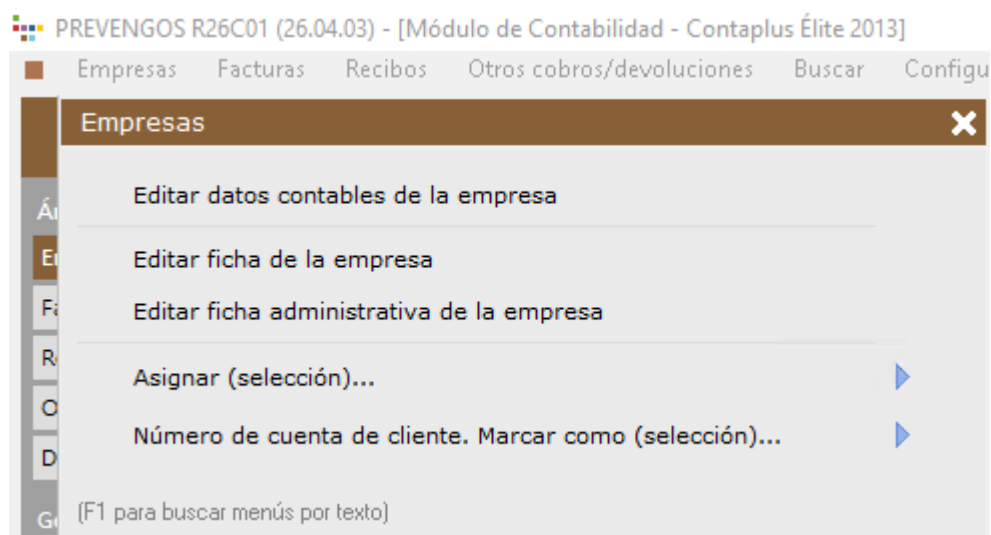 PREVENGOS R26C01 (26.04.03) - [Módulo de Contabilidad - Contaplus Élite 2013]
Empresas Facturas Recibos Otros cobros/devoluciones Buscar
Empresas
Editar datos contables de la empresa
Editar ficha de la empresa
Editar ficha administrativa de la empresa
Asignar (selección)...
Número de cuenta de cliente. Marcar como (selección)...
(F1 para buscar menús por texto)